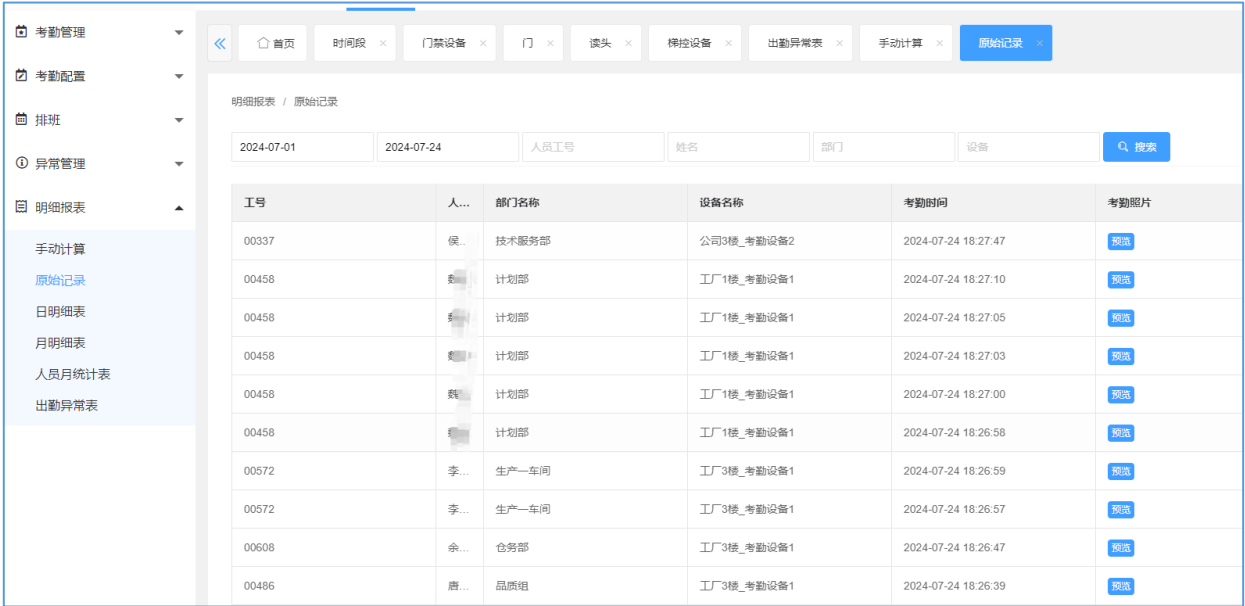 考勤管理
考勤配置
排班
异常管理
明细报表
手动计算
原始记录
日明细表
月明细表
人员月统计表
出勤异常表
首页 时间段 × 门禁设备 × 门 × 读头 × 梯控设备 × 出勤异常表 × 手动计算 × 原始记录 ×
明细报表 / 原始记录
2024-07-01 2024-07-24 人员工号 姓名 部门 设备 搜索
工号 人... 部门名称 设备名称 考勤时间 考勤照片
00337 侯... 技术服务部 公司3楼_考勤设备2 2024-07-24 18:27:47 预览
00458 计划部 工厂1楼_考勤设备1 2024-07-24 18:27:10 预览
00458 计划部 工厂1楼_考勤设备1 2024-07-24 18:27:05 预览
00458 计划部 工厂1楼_考勤设备1 2024-07-24 18:27:03 预览
00458 魏 计划部 工厂1楼_考勤设备1 2024-07-24 18:27:00 预览
00458 计划部 工厂1楼_考勤设备1 2024-07-24 18:26:58 预览
00572 李... 生产一车间 工厂3楼_考勤设备1 2024-07-24 18:26:59 预览
00572 李... 生产一车间 工厂3楼_考勤设备1 2024-07-24 18:26:57 预览
00608 余... 仓务部 工厂3楼_考勤设备1 2024-07-24 18:26:47 预览
00486 唐... 品质组 工厂3楼_考勤设备1 2024-07-24 18:26:39 预览